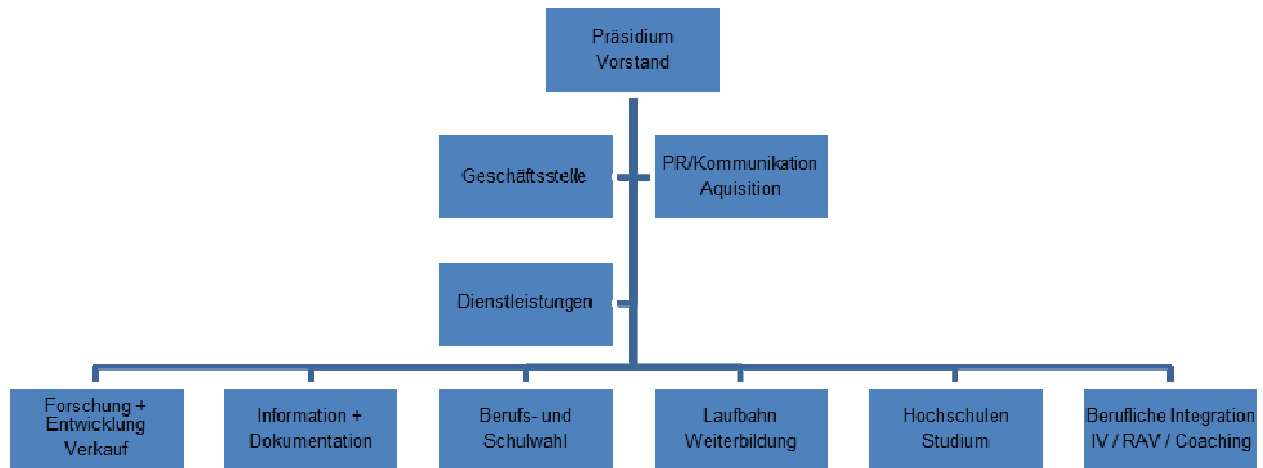 Präsidium
Vorstand
Geschäftsstelle
PR/Kommunikation
Aquisition
Dienstleistungen
Forschung +
Entwicklung
Verkauf
Information +
Dokumentation
Berufs- und
Schulwahl
Laufbahn
Weiterbildung
Hochschulen
Studium
Berufliche Integration
IV / RAV / Coaching